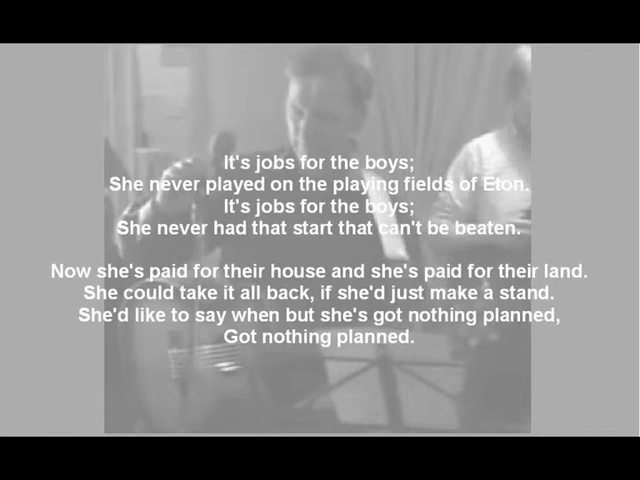 It's jobs for the boys;
She never played on the playing fields of Eton.
It's jobs for the boys;
She never had that start that can't be beaten.
Now she's paid for their house and she's paid for their land.
She could take it all back, if she'd just make a stand.
She'd like to say when but she's got nothing planned,
Got nothing planned.